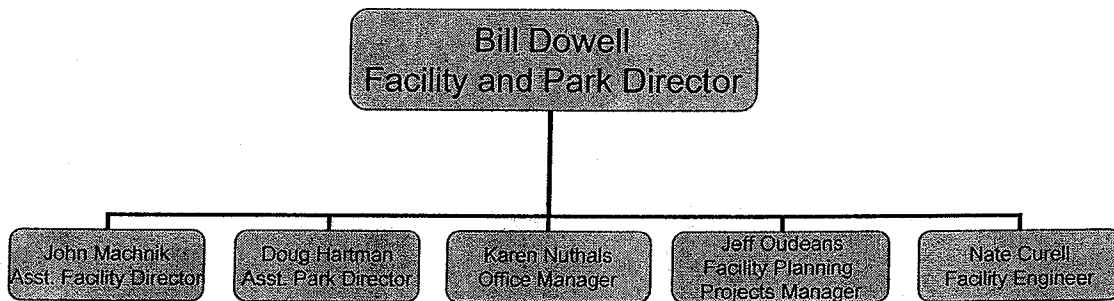 Bill Dowell
Facility and Park Director
John Machnik
Asst. Facility Director
Doug Hartman
Asst. Park Director
Karen Nuthals
Office Manager
Jeff Oudeans
Facility Planning
Projects Manager
Nate Curell
Facility Engineer